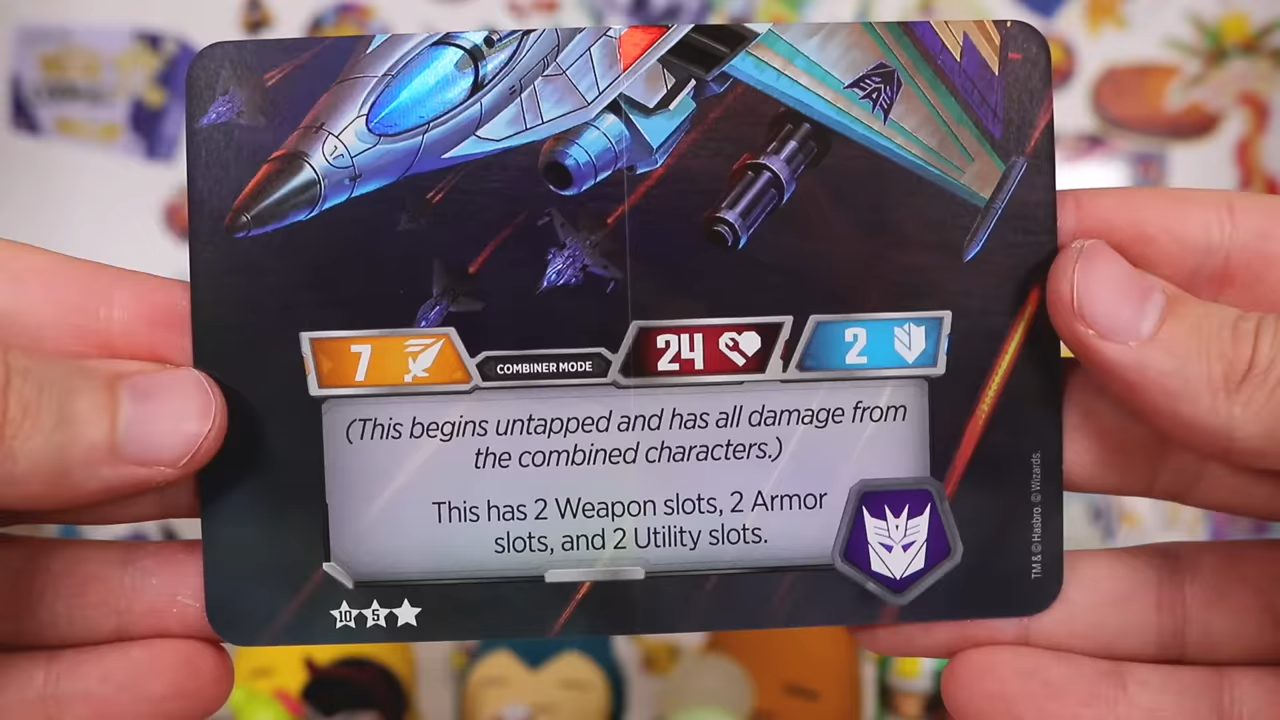 7
COMBINER MODE
24
2
(This begins untapped and has all damage from
the combined characters.)
This has 2 Weapon slots, 2 Armor
slots, and 2 Utility slots.
10 5
TM & © Hasbro. © Wizards.